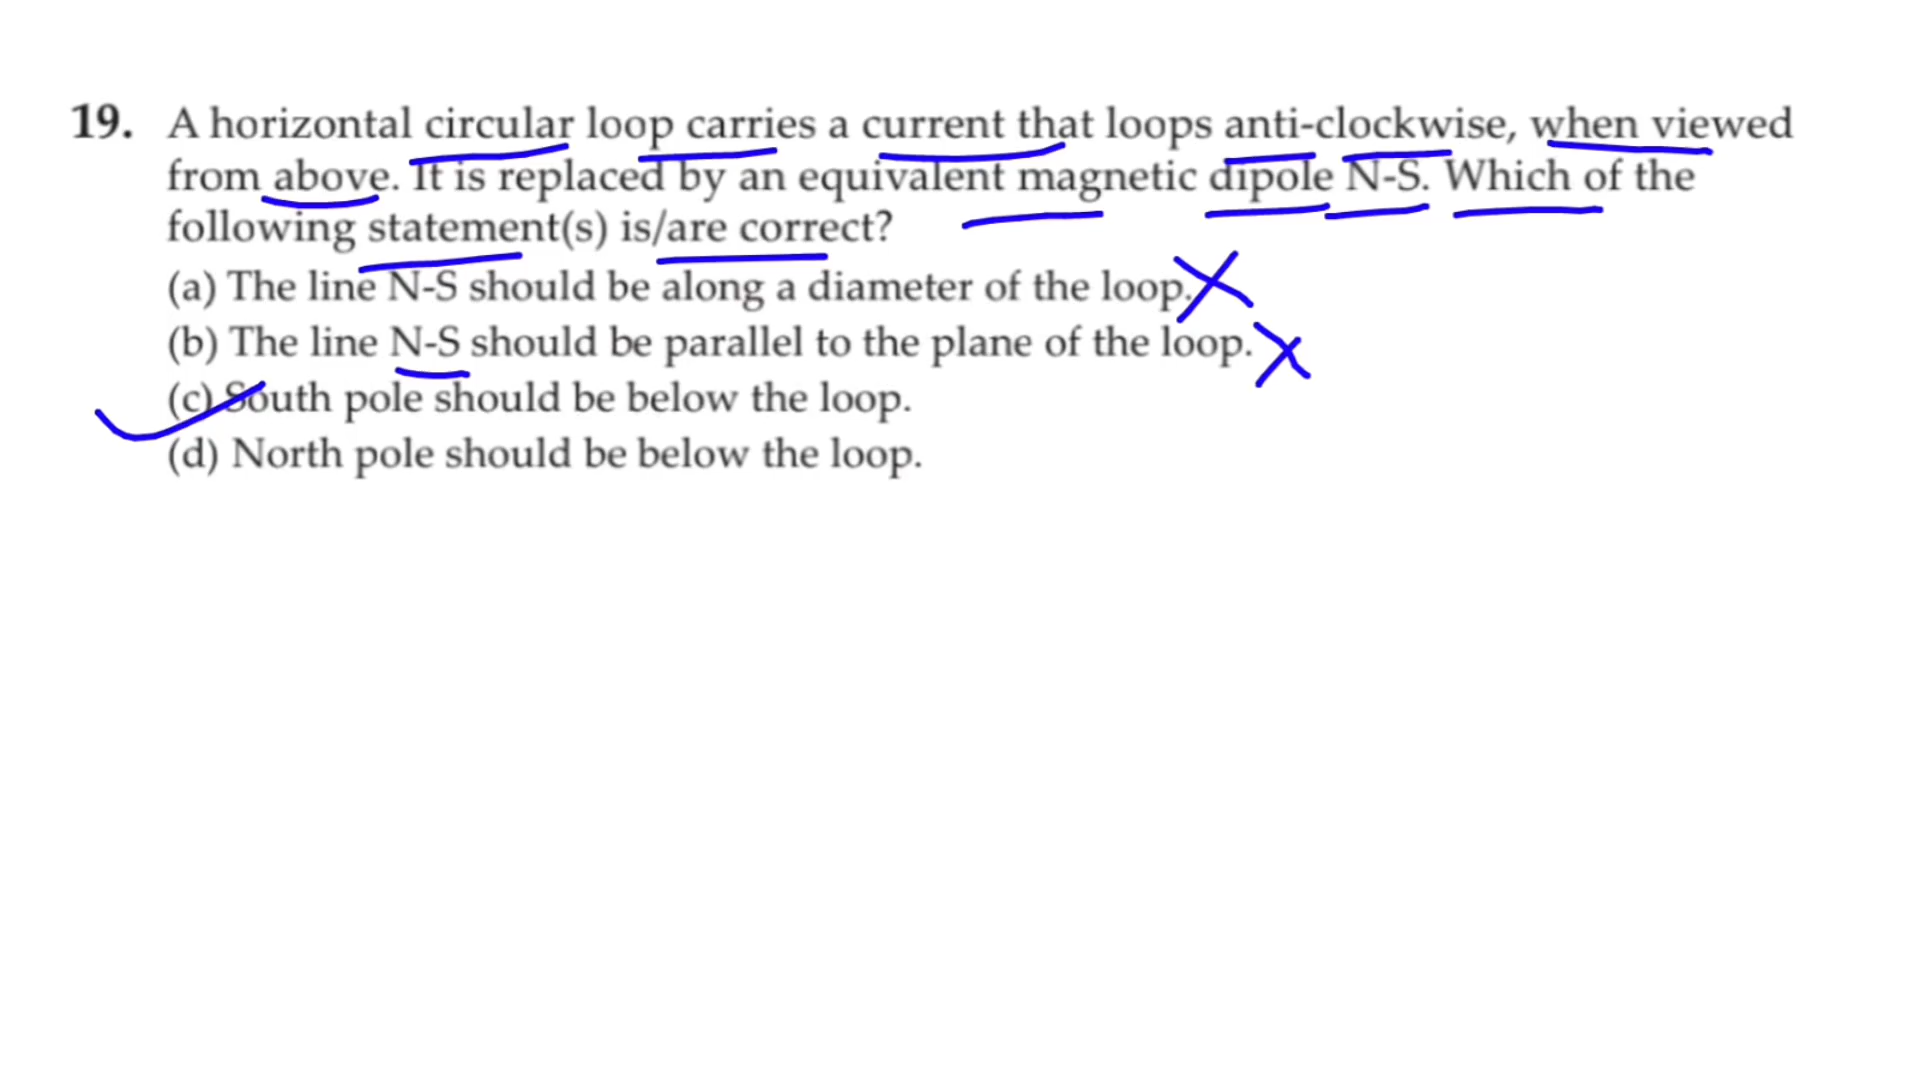 19. A horizontal circular loop carries a current that loops anti-clockwise, when viewed
from above. It is replaced by an equivalent magnetic dipole N-S. Which of the
following statement(s) is/are correct?
(a) The line N-S should be along a diameter of the loop.
(b) The line N-S should be parallel to the plane of the loop.
(c) South pole should be below the loop.
(d) North pole should be below the loop.